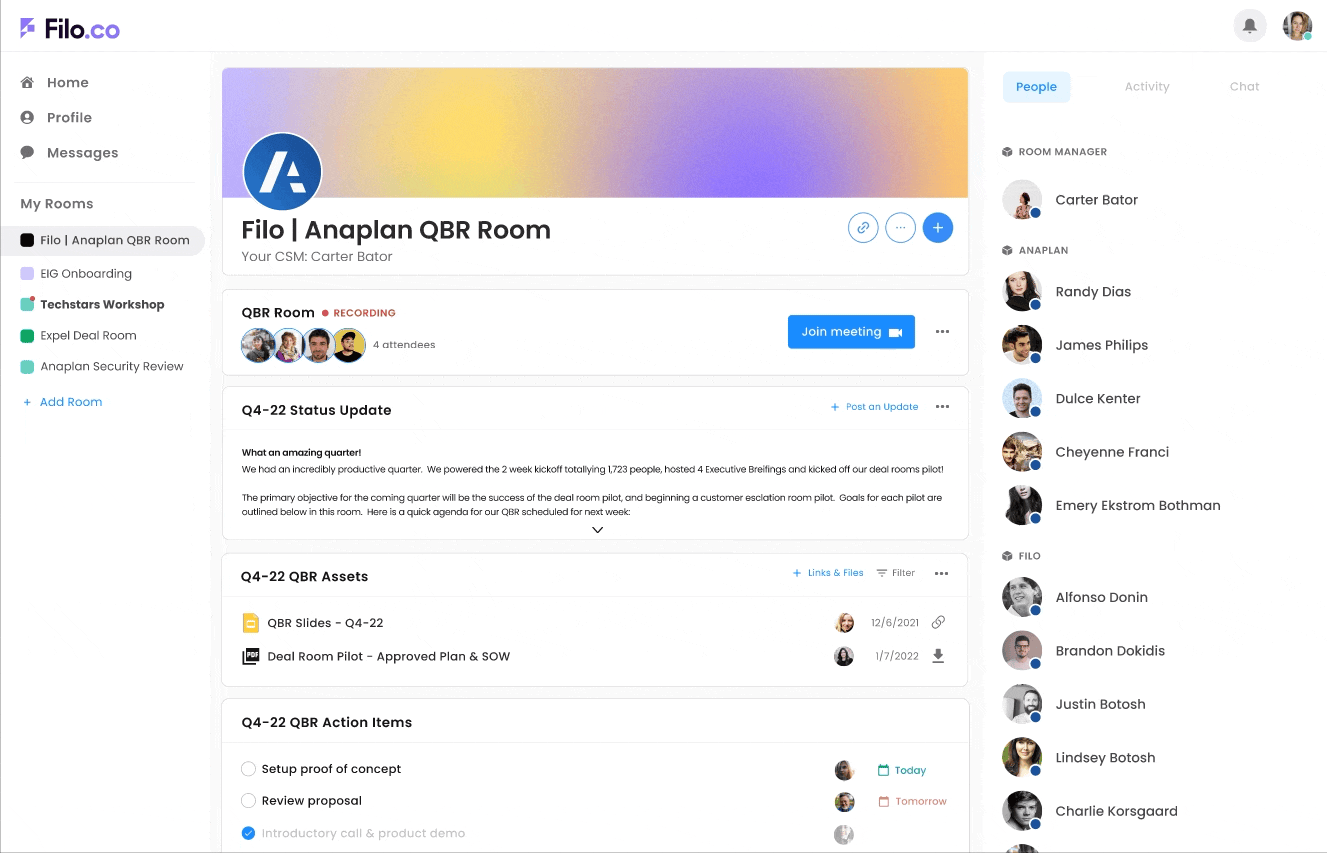 Filo.co
Home
Profile
Messages
My Rooms
Filo | Anaplan QBR Room
EIG Onboarding
Techstars Workshop
Expel Deal Room
Anaplan Security Review
+ Add Room
Filo | Anaplan QBR Room
Your CSM: Carter Bator
QBR Room RECORDING
4 attendees
Join meeting
Q4-22 Status Update
+ Post an Update
What an amazing quarter!
We had an incredibly productive quarter. We powered the 2 week kickoff totallying 1,723 people, hosted 4 Executive Breifings and kicked off our deal rooms pilot!
The primary objective for the coming quarter will be the success of the deal room pilot, and beginning a customer esclation room pilot. Goals for each pilot are
outlined below in this room. Here is a quick agenda for our QBR scheduled for next week:
Q4-22 QBR Assets
+ Links & Files
Filter
QBR Slides - Q4-22
12/6/2021
PDF
Deal Room Pilot - Approved Plan & SOW
1/7/2022
Q4-22 QBR Action Items
Setup proof of concept
Today
Review proposal
Tomorrow
Introductory call & product demo
People
Activity
Chat
ROOM MANAGER
Carter Bator
ANAPLAN
Randy Dias
James Philips
Dulce Kenter
Cheyenne Franci
Emery Ekstrom Bothman
FILO
Alfonso Donin
Brandon Dokidis
Justin Botosh
Lindsey Botosh
Charlie Korsgaard